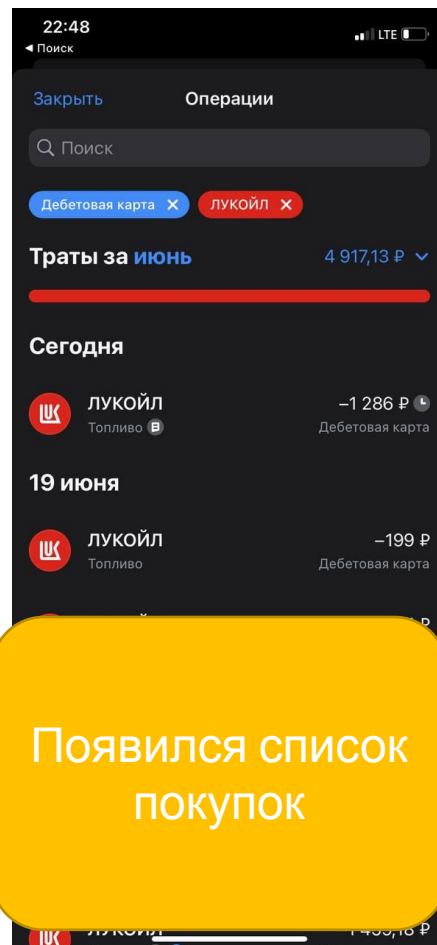 22:48
LTE
◀ Поиск
Закрыть
Операции
Поиск
Дебетовая карта ×
ЛУКОЙЛ ×
Траты за июнь
4 917,13 ₽
Сегодня
ЛУКОЙЛ
–1 286 ₽
Топливо B
Дебетовая карта
19 июня
ЛУКОЙЛ
–199 ₽
Топливо
Дебетовая карта
Появился список
покупок